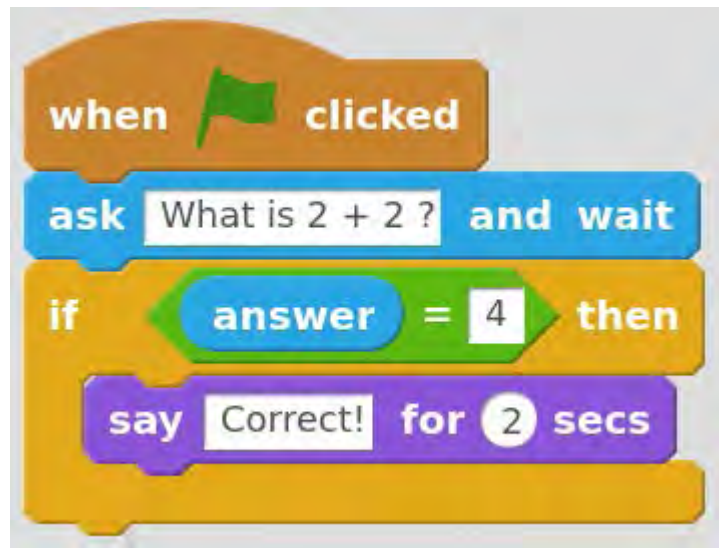 when clicked
ask What is 2 + 2 ? and wait
if answer = 4 then
say Correct! for 2 secs